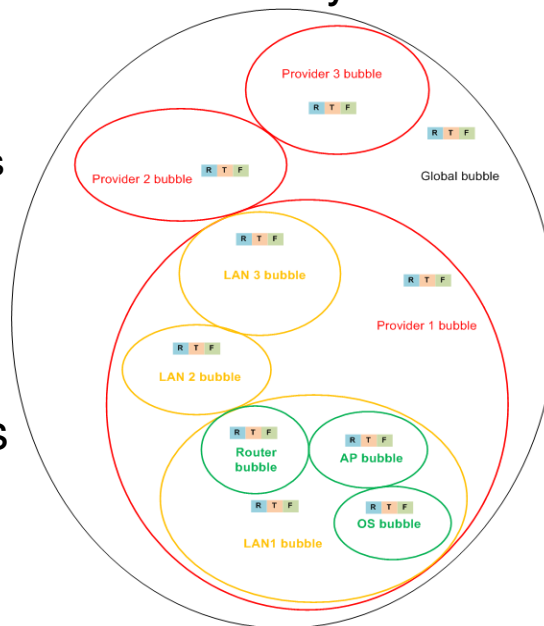 Provider 3 bubble
R T F
R T F
Global bubble
Provider 2 bubble
R T F
R T F
LAN 3 bubble
R T F
Provider 1 bubble
R T F
LAN 2 bubble
R T F
Router
bubble
R T F
AP bubble
R T F
OS bubble
R T F
LAN1 bubble
s
s